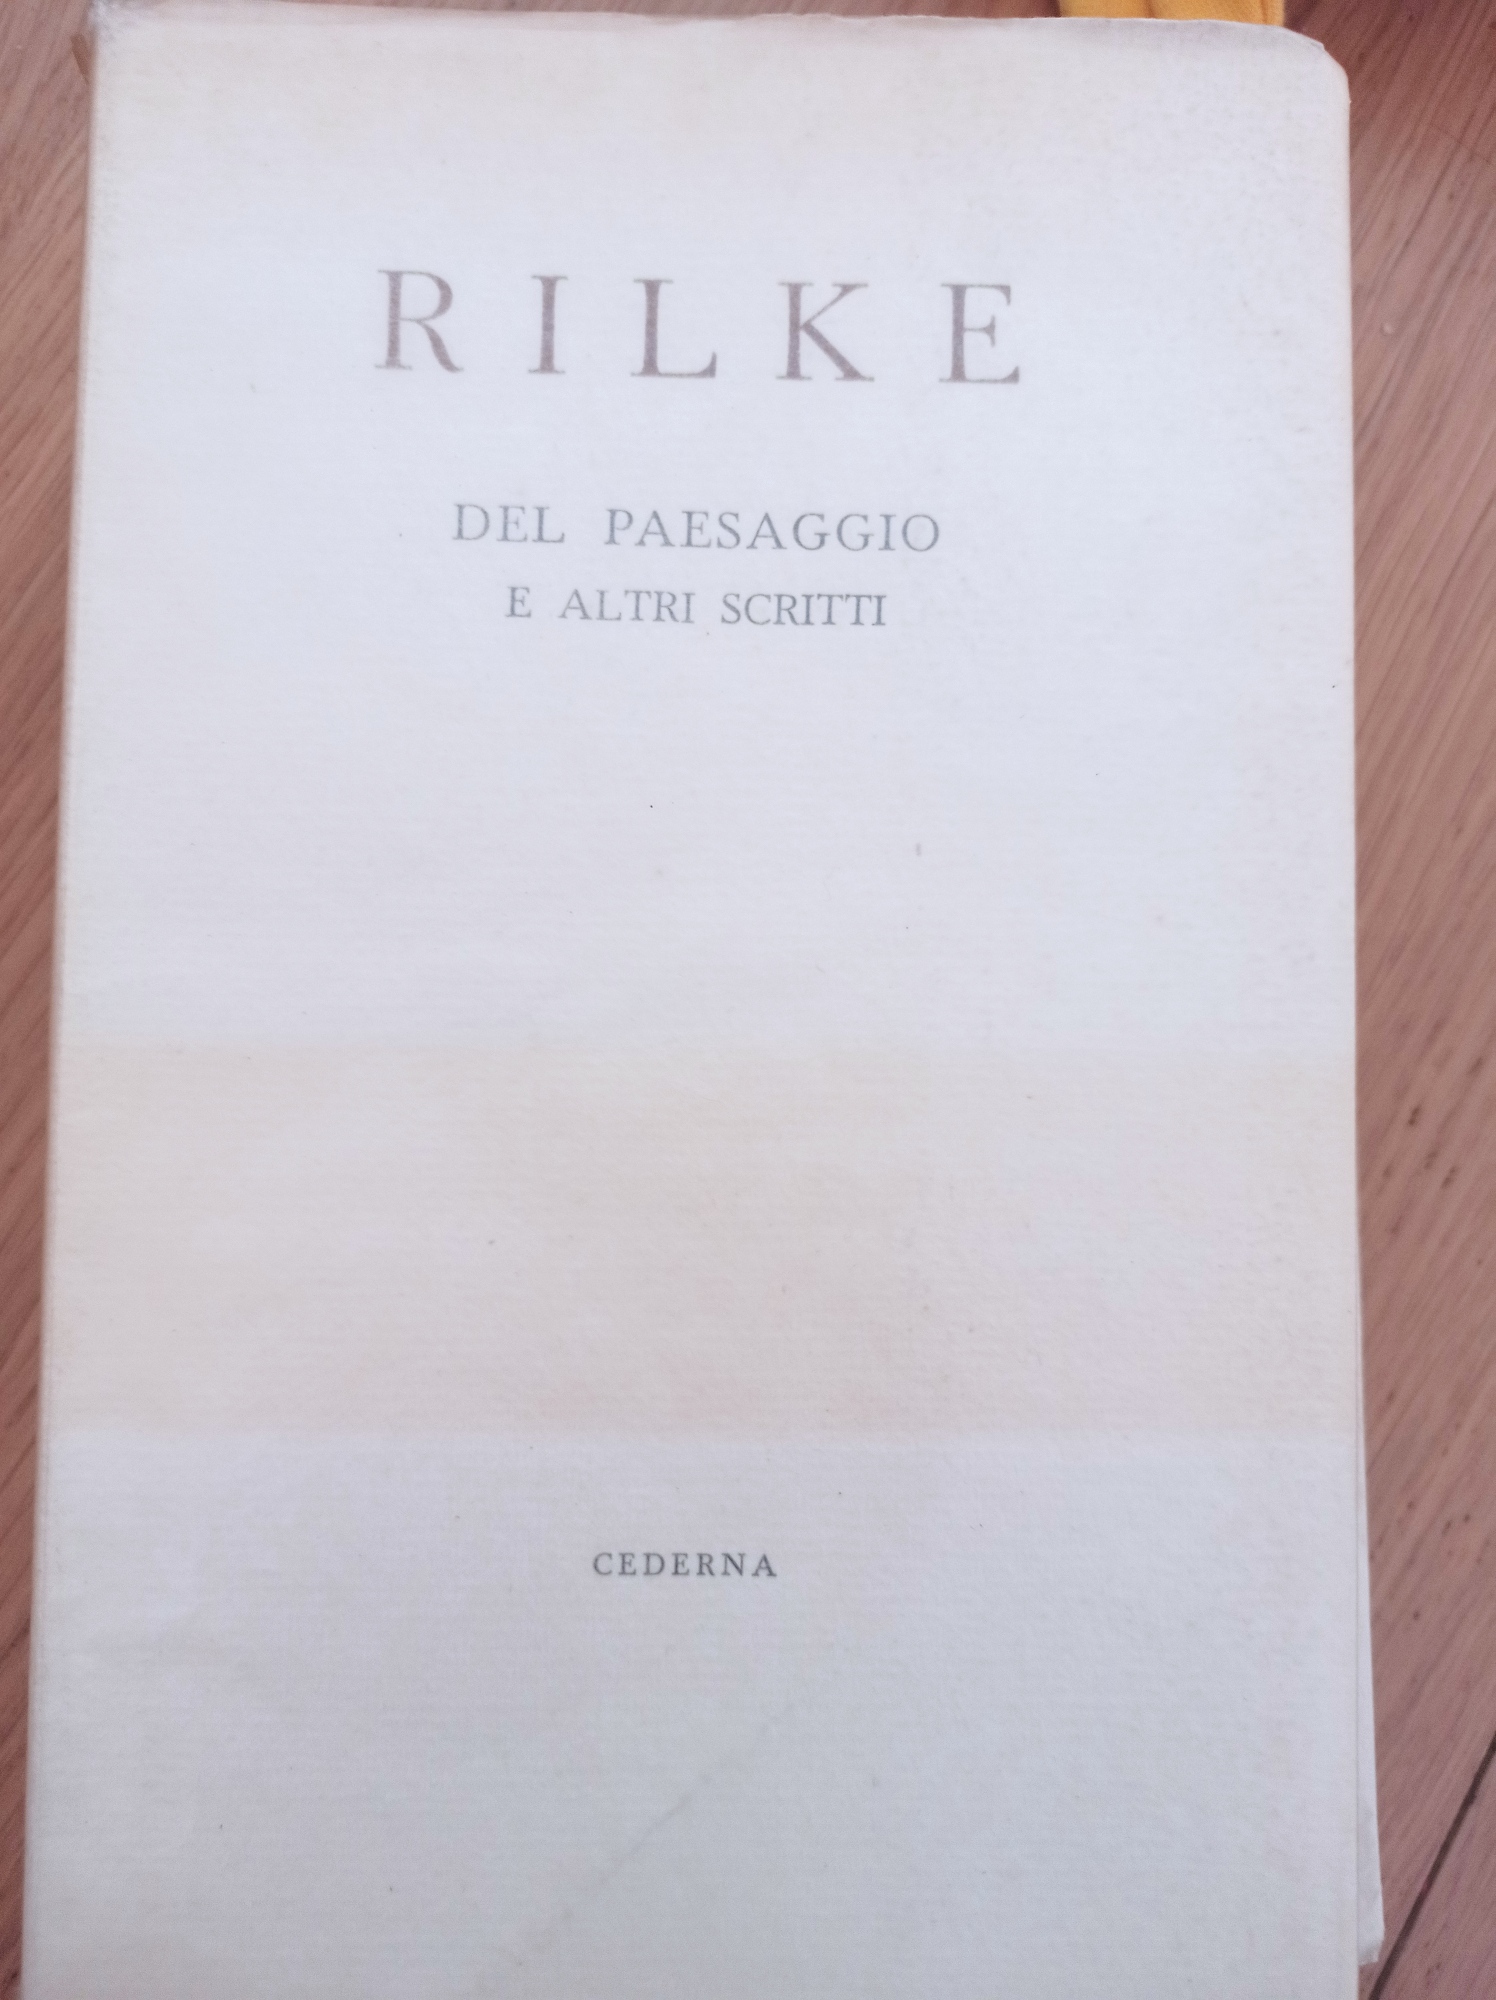 RILKE
DEL PAESAGGIO
E ALTRI SCRITTI
CEDERNA